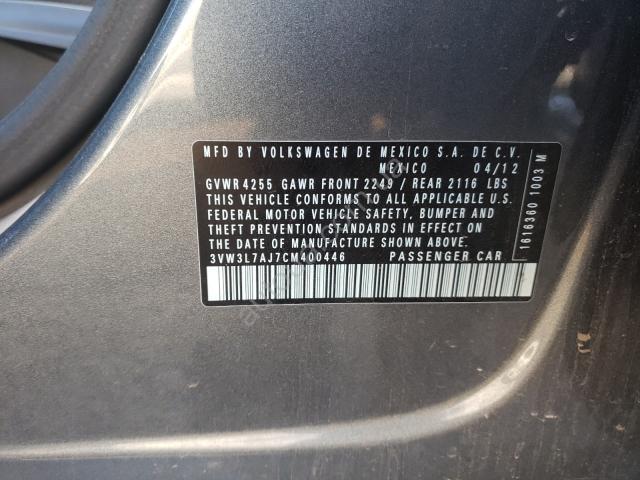 MFD BY VOLKSWAGEN DE MEXICO S.A. DE C.V.
MEXICO 04/12
GVWR 4255 GAWR FRONT 2249 / REAR 2116 LBS
THIS VEHICLE CONFORMS TO ALL APPLICABLE U.S.
FEDERAL MOTOR VEHICLE SAFETY, BUMPER AND
THEFT PREVENTION STANDARDS IN EFFECT ON
THE DATE OF MANUFACTURE SHOWN ABOVE.
3VW3L7AJ7CM400446 PASSENGER CAR
1616360 1003 M